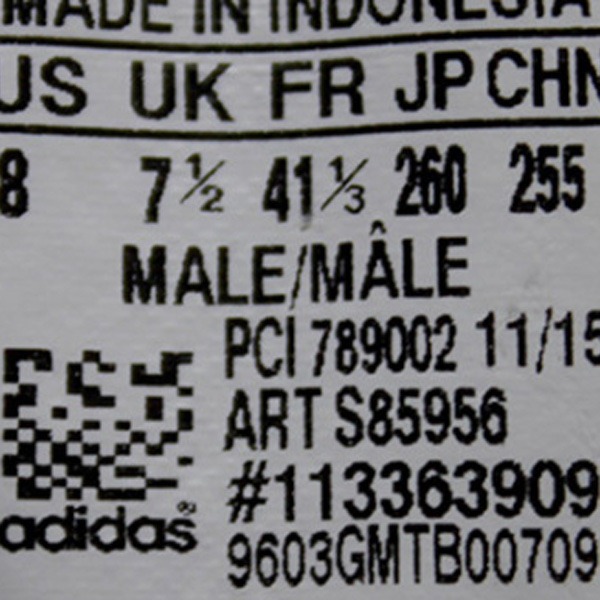 MADE IN INDONESIA
US UK FR JP CHN
8 7½ 41⅓ 260 255
MALE/MÂLE
PCI 789002 11/15
ART S85956
#113363909
adidas®
9603GMTB00709